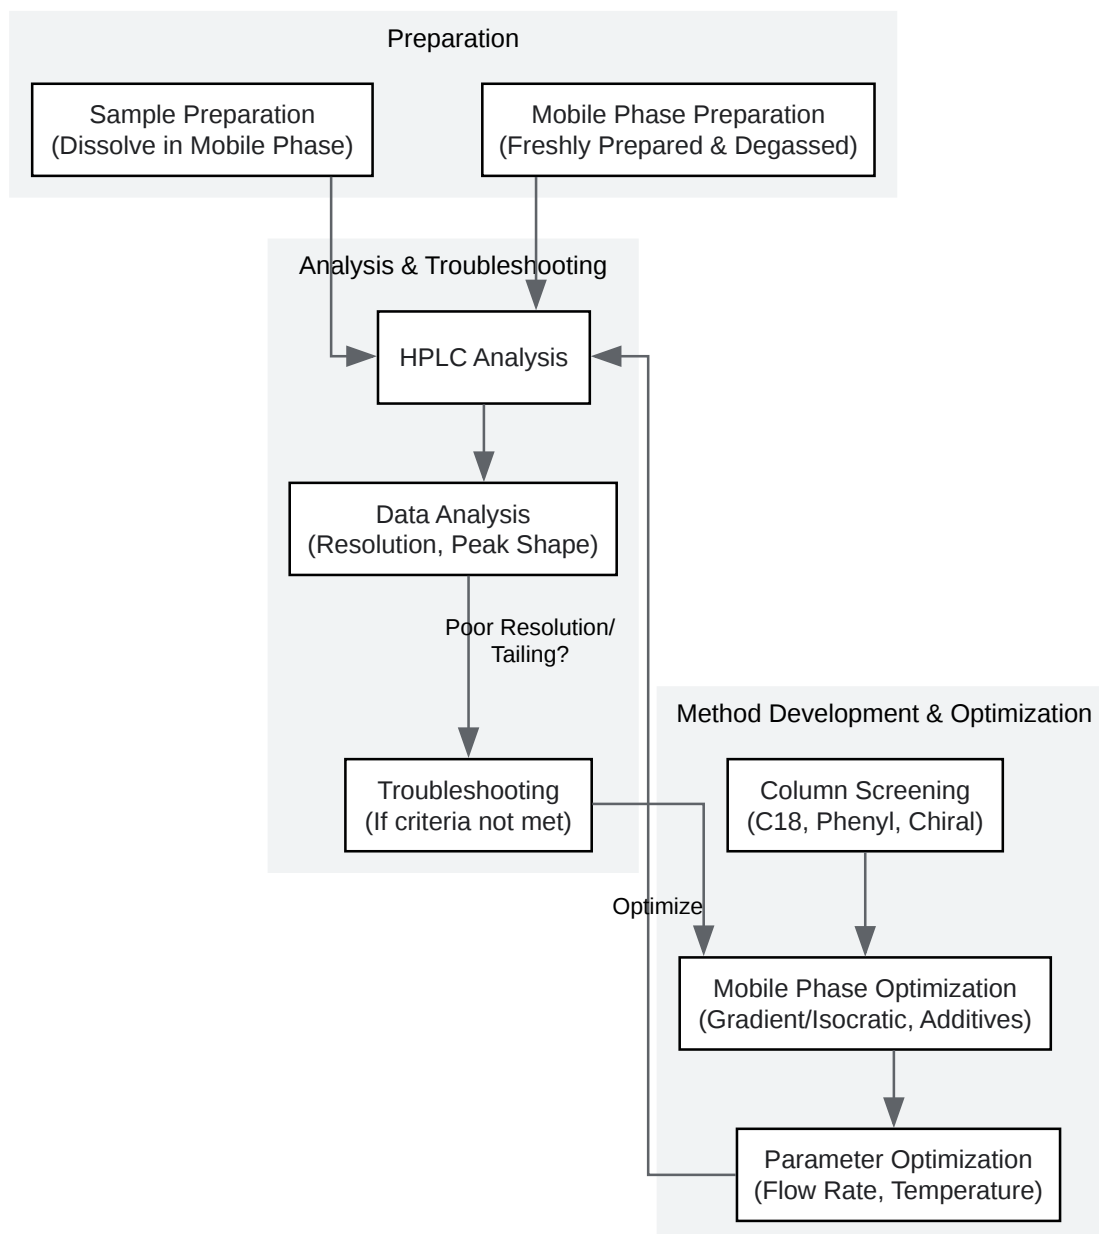 Preparation
Sample Preparation
(Dissolve in Mobile Phase)
Mobile Phase Preparation
(Freshly Prepared & Degassed)
Analysis & Troubleshooting
HPLC Analysis
Data Analysis
(Resolution, Peak Shape)
Poor Resolution/
Tailing?
Troubleshooting
(If criteria not met)
Optimize
Method Development & Optimization
Column Screening
(C18, Phenyl, Chiral)
Mobile Phase Optimization
(Gradient/Isocratic, Additives)
Parameter Optimization
(Flow Rate, Temperature)